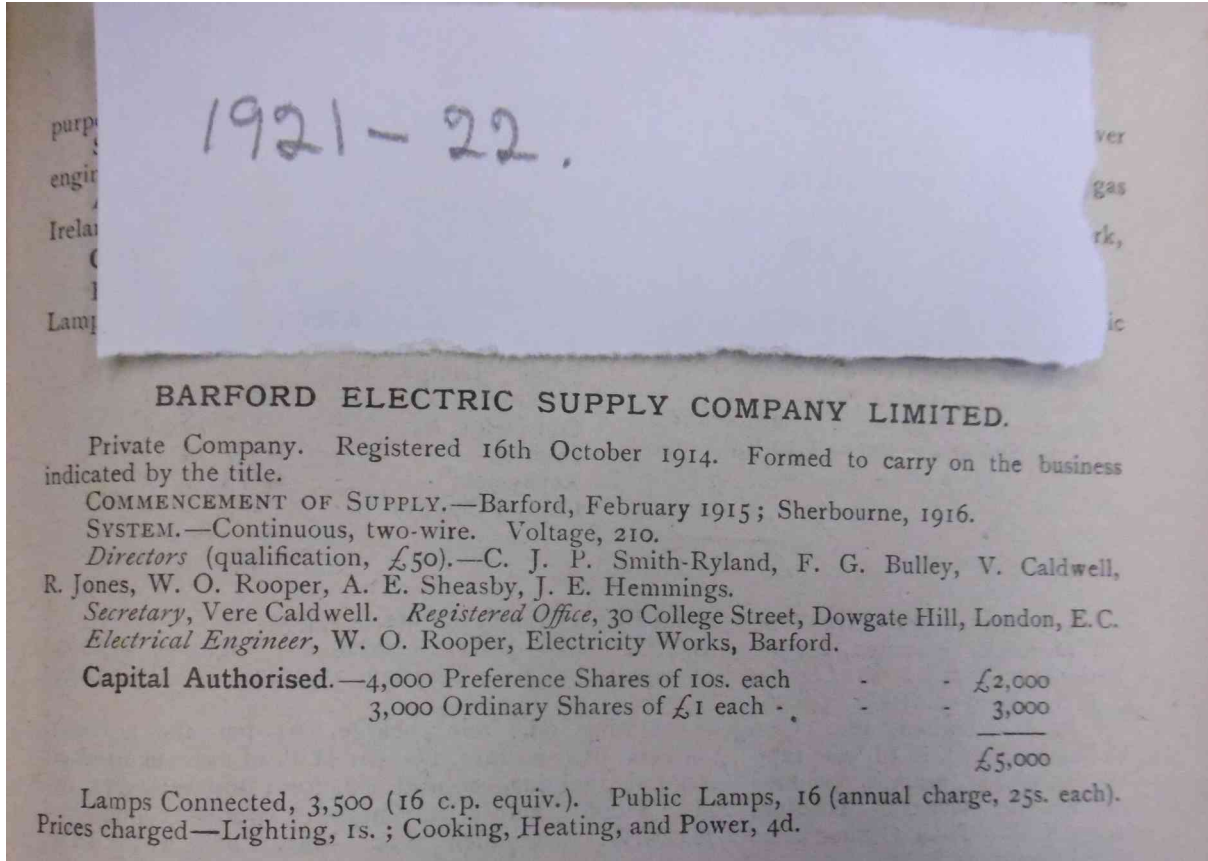 1921-22.
ver
gas
rk,
ic
BARFORD ELECTRIC SUPPLY COMPANY LIMITED.
Private Company. Registered 16th October 1914. Formed to carry on the business
indicated by the title.
COMMENCEMENT OF SUPPLY.—Barford, February 1915; Sherbourne, 1916.
SYSTEM.—Continuous, two-wire. Voltage, 210.
Directors (qualification, £50).—C. J. P. Smith-Ryland, F. G. Bulley, V. Caldwell,
R. Jones, W. O. Rooper, A. E. Sheasby, J. E. Hemmings.
Secretary, Vere Caldwell. Registered Office, 30 College Street, Dowgate Hill, London, E.C.
Electrical Engineer, W. O. Rooper, Electricity Works, Barford.
Capital Authorised.—4,000 Preference Shares of 10s. each - - £2,000
3,000 Ordinary Shares of £1 each - - - 3,000
£5,000
Lamps Connected, 3,500 (16 c.p. equiv.). Public Lamps, 16 (annual charge, 25s. each).
Prices charged—Lighting, 1s.; Cooking, Heating, and Power, 4d.